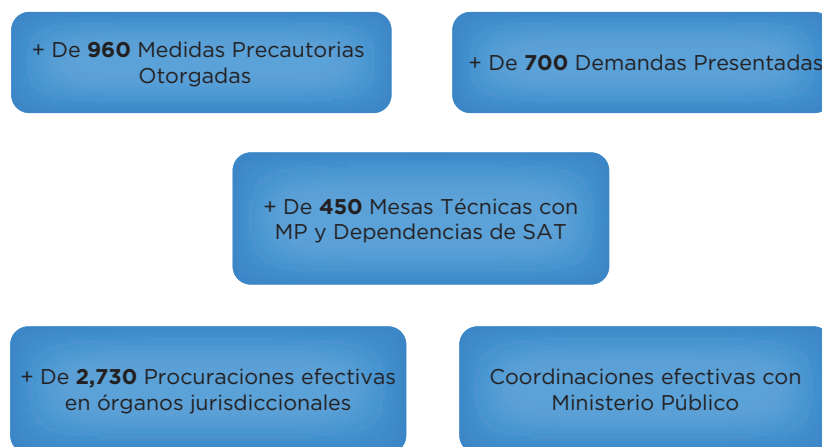 + De 960 Medidas Precautorias
Otorgadas
+ De 700 Demandas Presentadas
+ De 450 Mesas Técnicas con
MP y Dependencias de SAT
+ De 2,730 Procuraciones efectivas
en órganos jurisdiccionales
Coordinaciones efectivas con
Ministerio Público